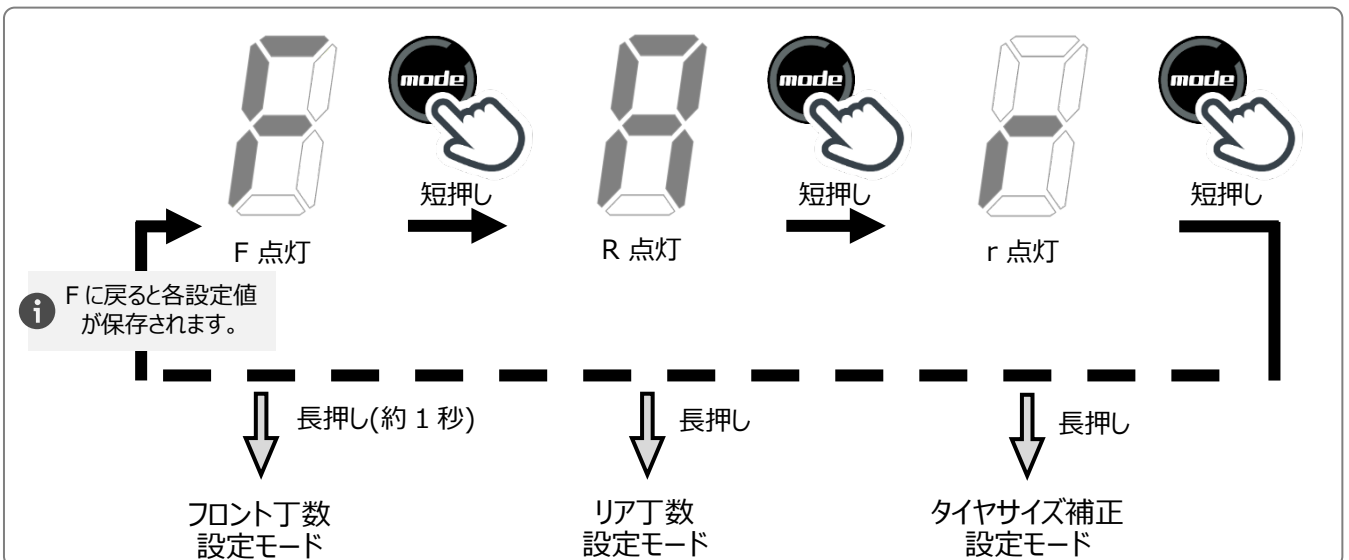 mode
mode
mode
短押し
短押し
短押し
F 点灯
R 点灯
r 点灯
F に戻ると各設定値
が保存されます。
長押し(約 1 秒)
長押し
長押し
フロント丁数
設定モード
リア丁数
設定モード
タイヤサイズ補正
設定モード